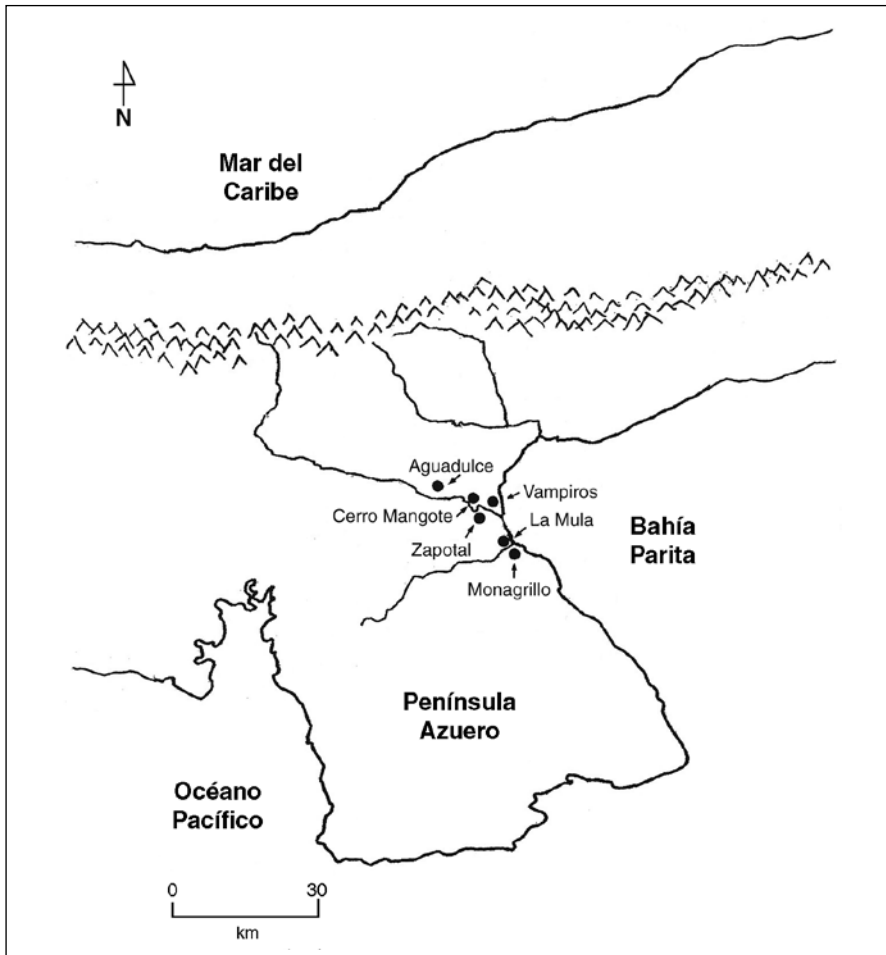 N
Mar del
Caribe
Aguadulce
Vampiros
Cerro Mangote
La Mula
Bahía
Parita
Zapotal
Monagrillo
Península
Azuero
Océano
Pacífico
0 30
km